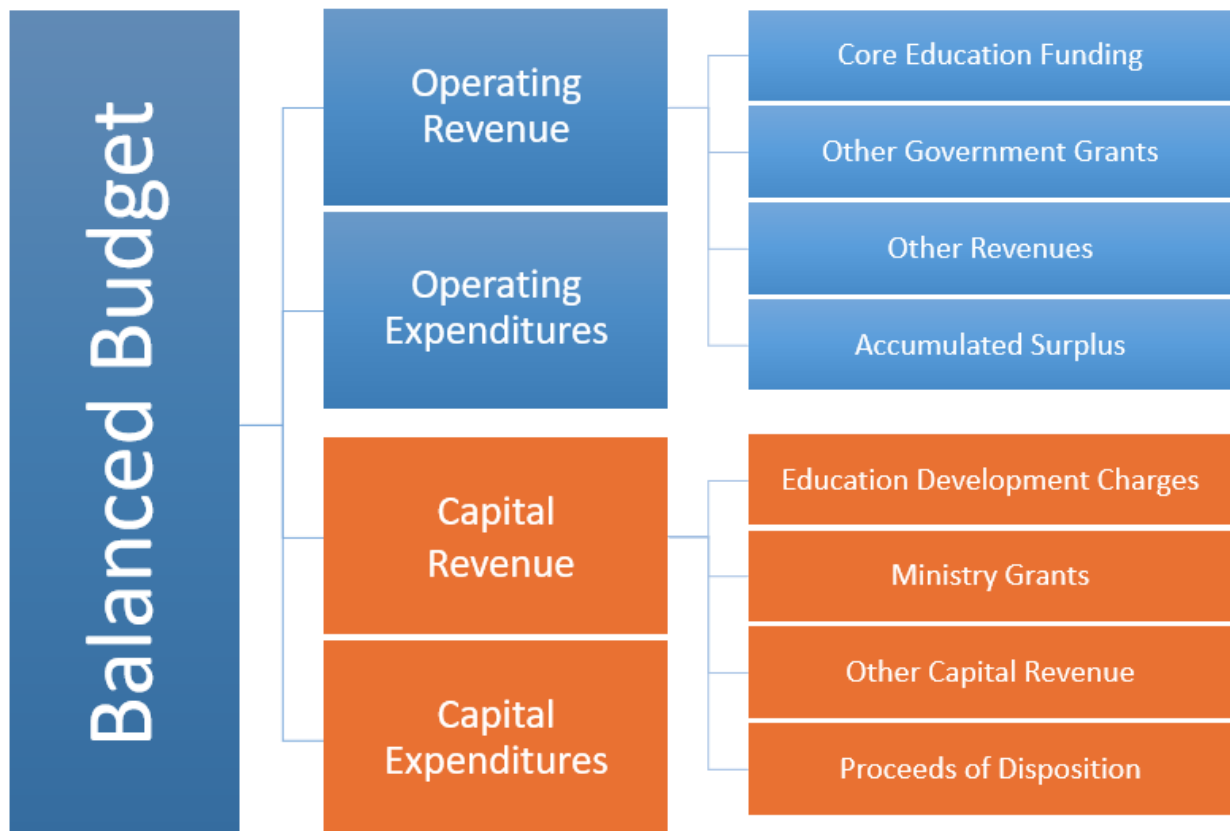 Balanced Budget
Operating
Revenue
Operating
Expenditures
Capital
Revenue
Capital
Expenditures
Core Education Funding
Other Government Grants
Other Revenues
Accumulated Surplus
Education Development Charges
Ministry Grants
Other Capital Revenue
Proceeds of Disposition